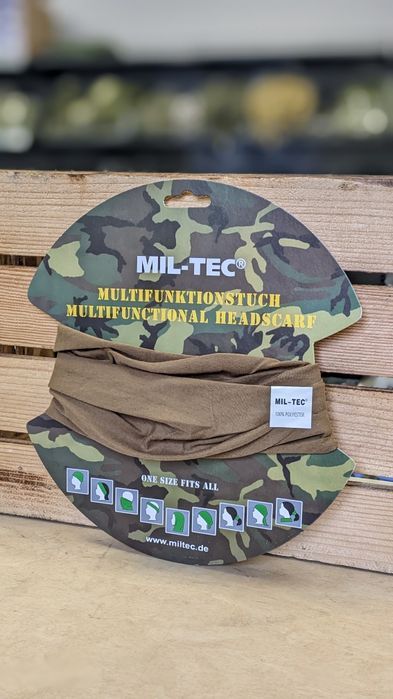 MIL-TEC®
MULTIFUNKTIONSTUCH
MULTIFUNCTIONAL HEADSCARF
MIL-TEC®
100% POLYESTER
ONE SIZE FITS ALL
www.miltec.de